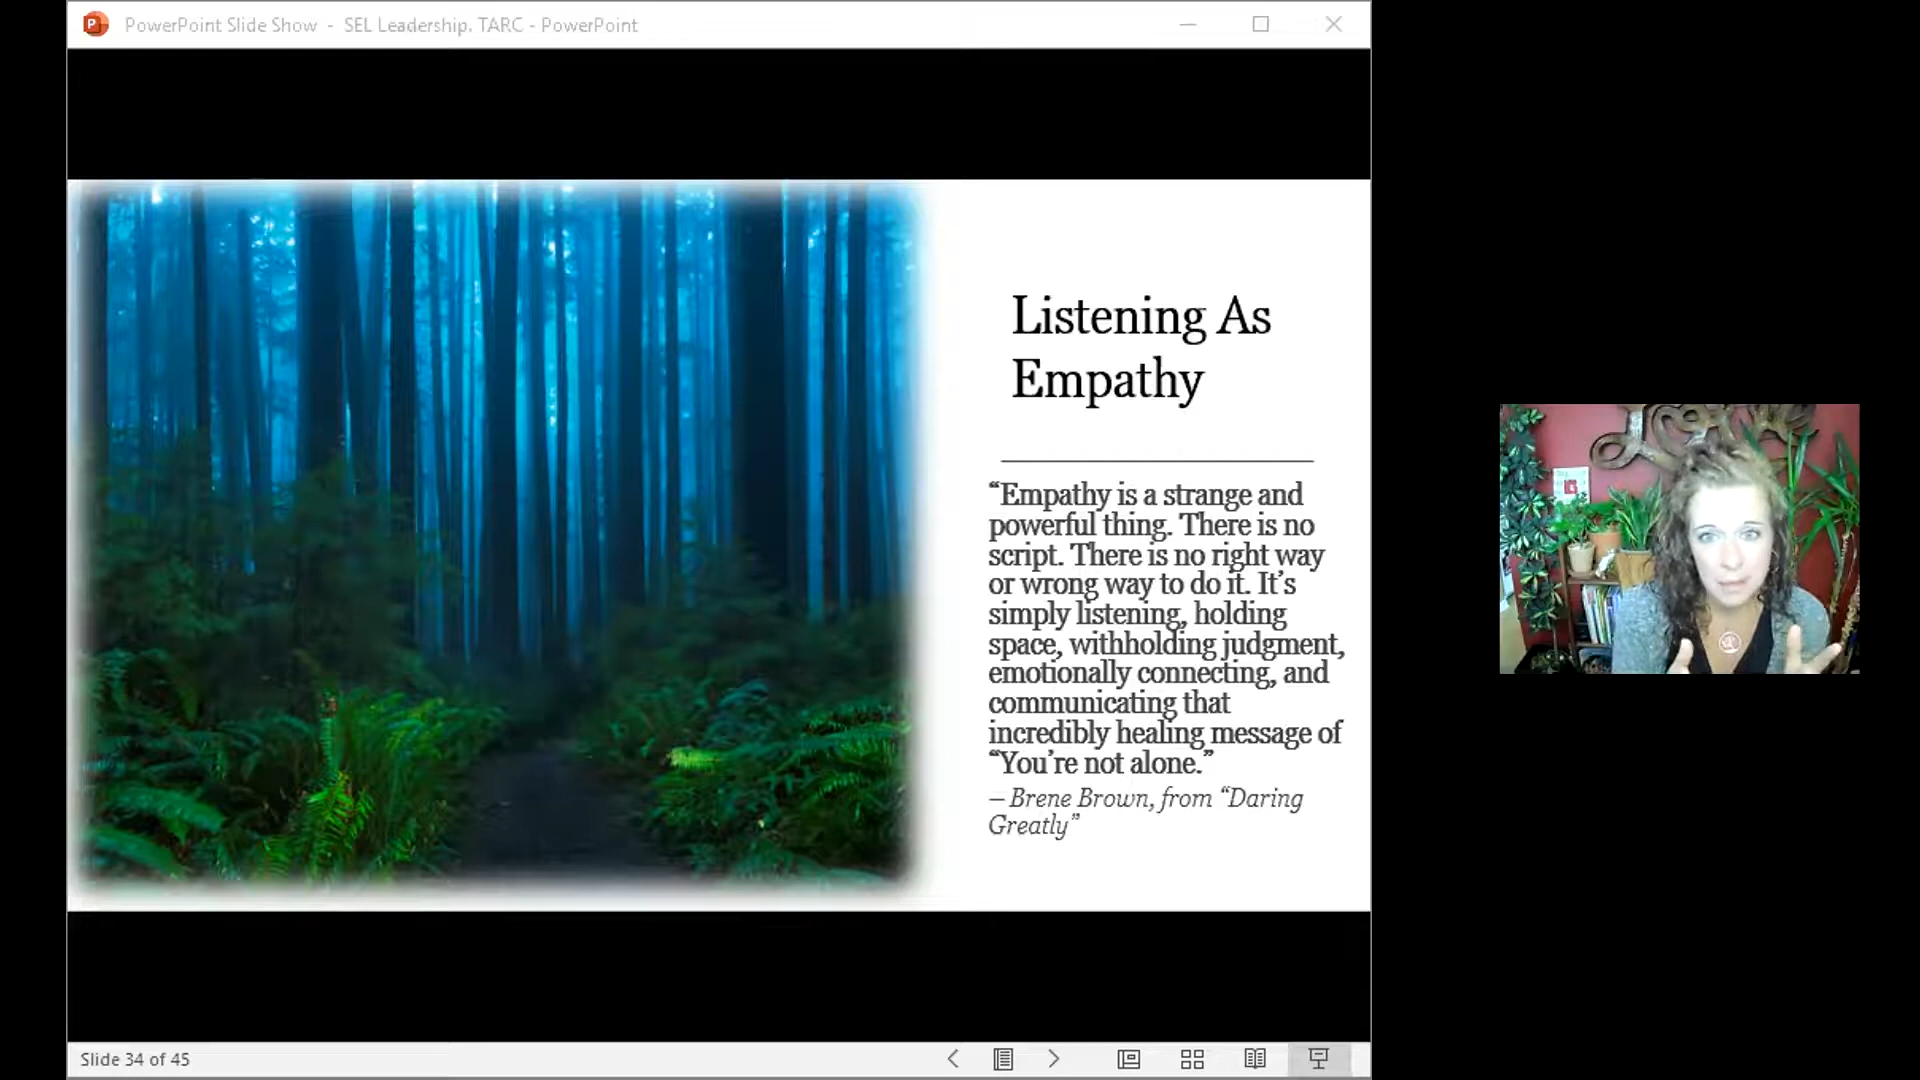 PowerPoint Slide Show - SEL Leadership. TARC - PowerPoint
Listening As
Empathy
“Empathy is a strange and
powerful thing. There is no
script. There is no right way
or wrong way to do it. It’s
simply listening, holding
space, withholding judgment,
emotionally connecting, and
communicating that
incredibly healing message of
“You’re not alone.”
– Brene Brown, from “Daring
Greatly”
Slide 34 of 45